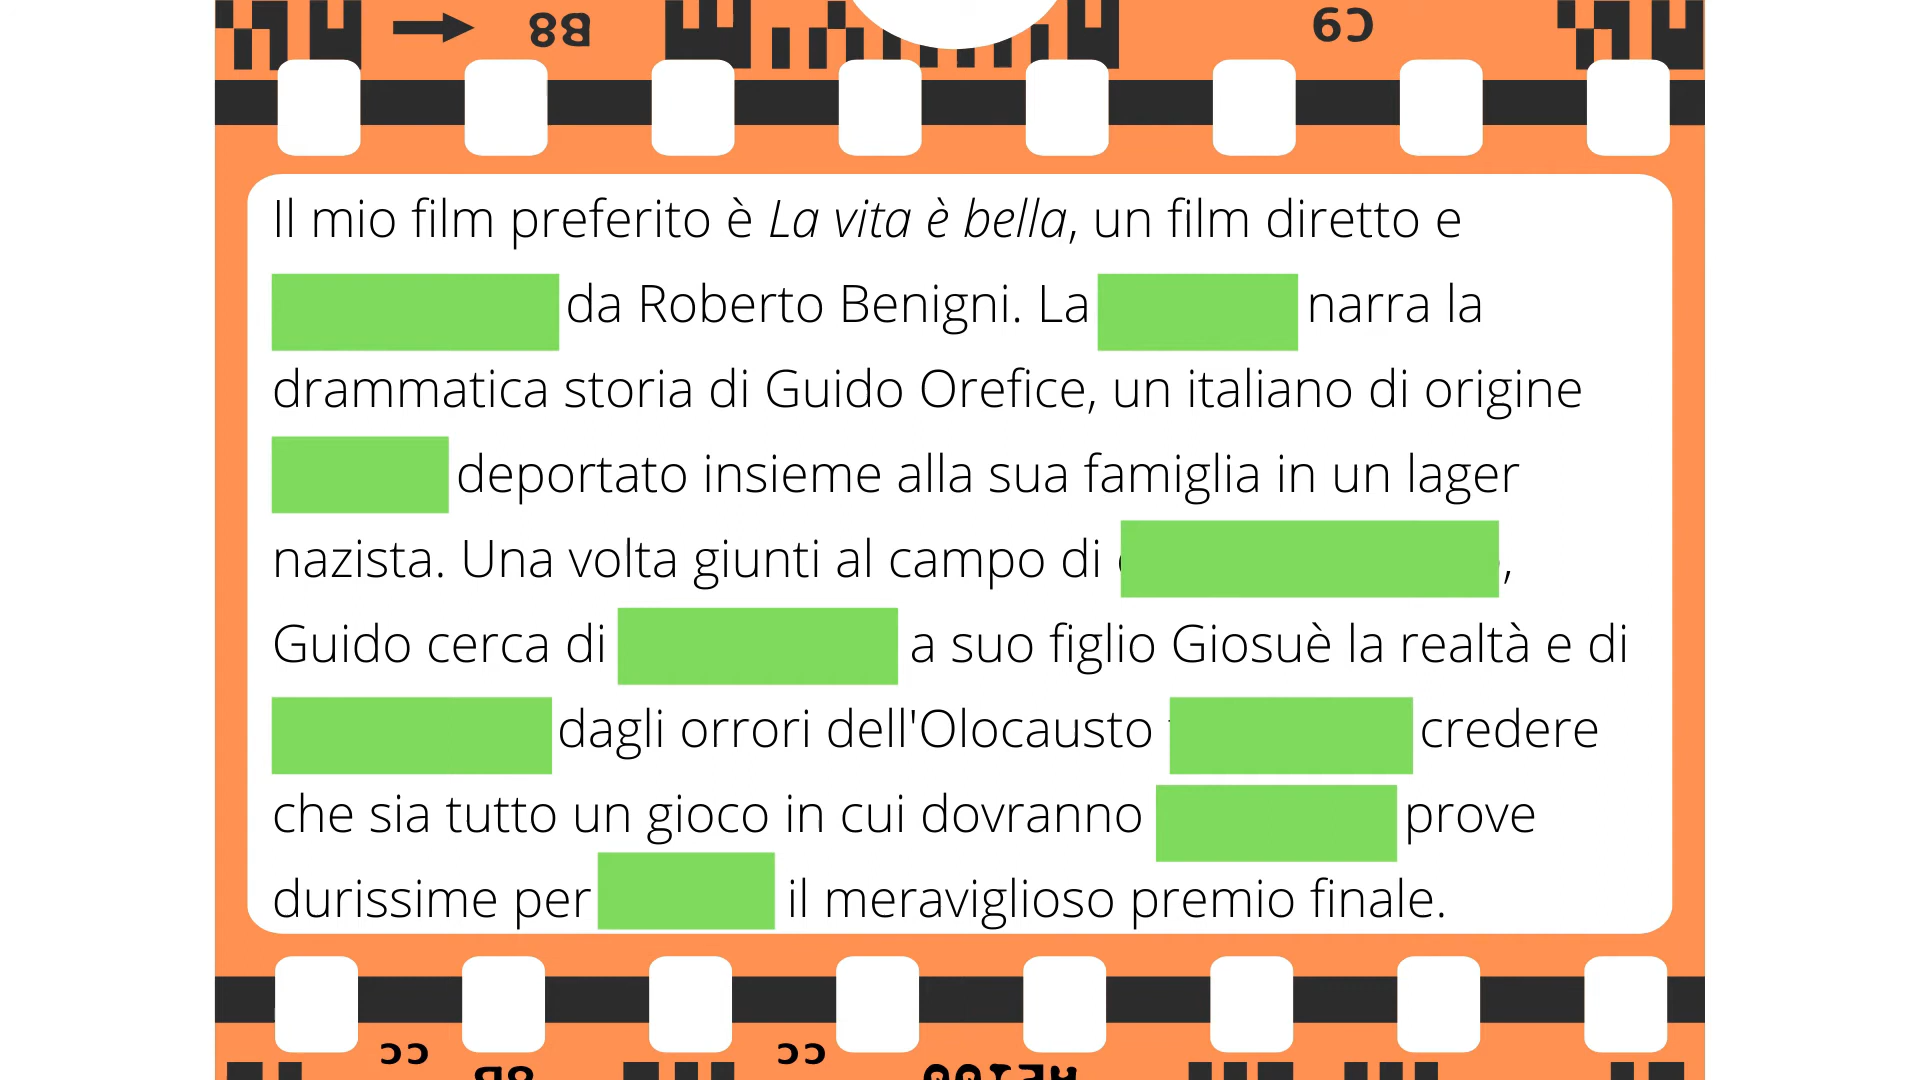 B8 C9
Il mio film preferito è La vita è bella, un film diretto e
da Roberto Benigni. La narra la
drammatica storia di Guido Orefice, un italiano di origine
deportato insieme alla sua famiglia in un lager
nazista. Una volta giunti al campo di ,
Guido cerca di a suo figlio Giosuè la realtà e di
dagli orrori dell'Olocausto credere
che sia tutto un gioco in cui dovranno prove
durissime per il meraviglioso premio finale.
CC CC